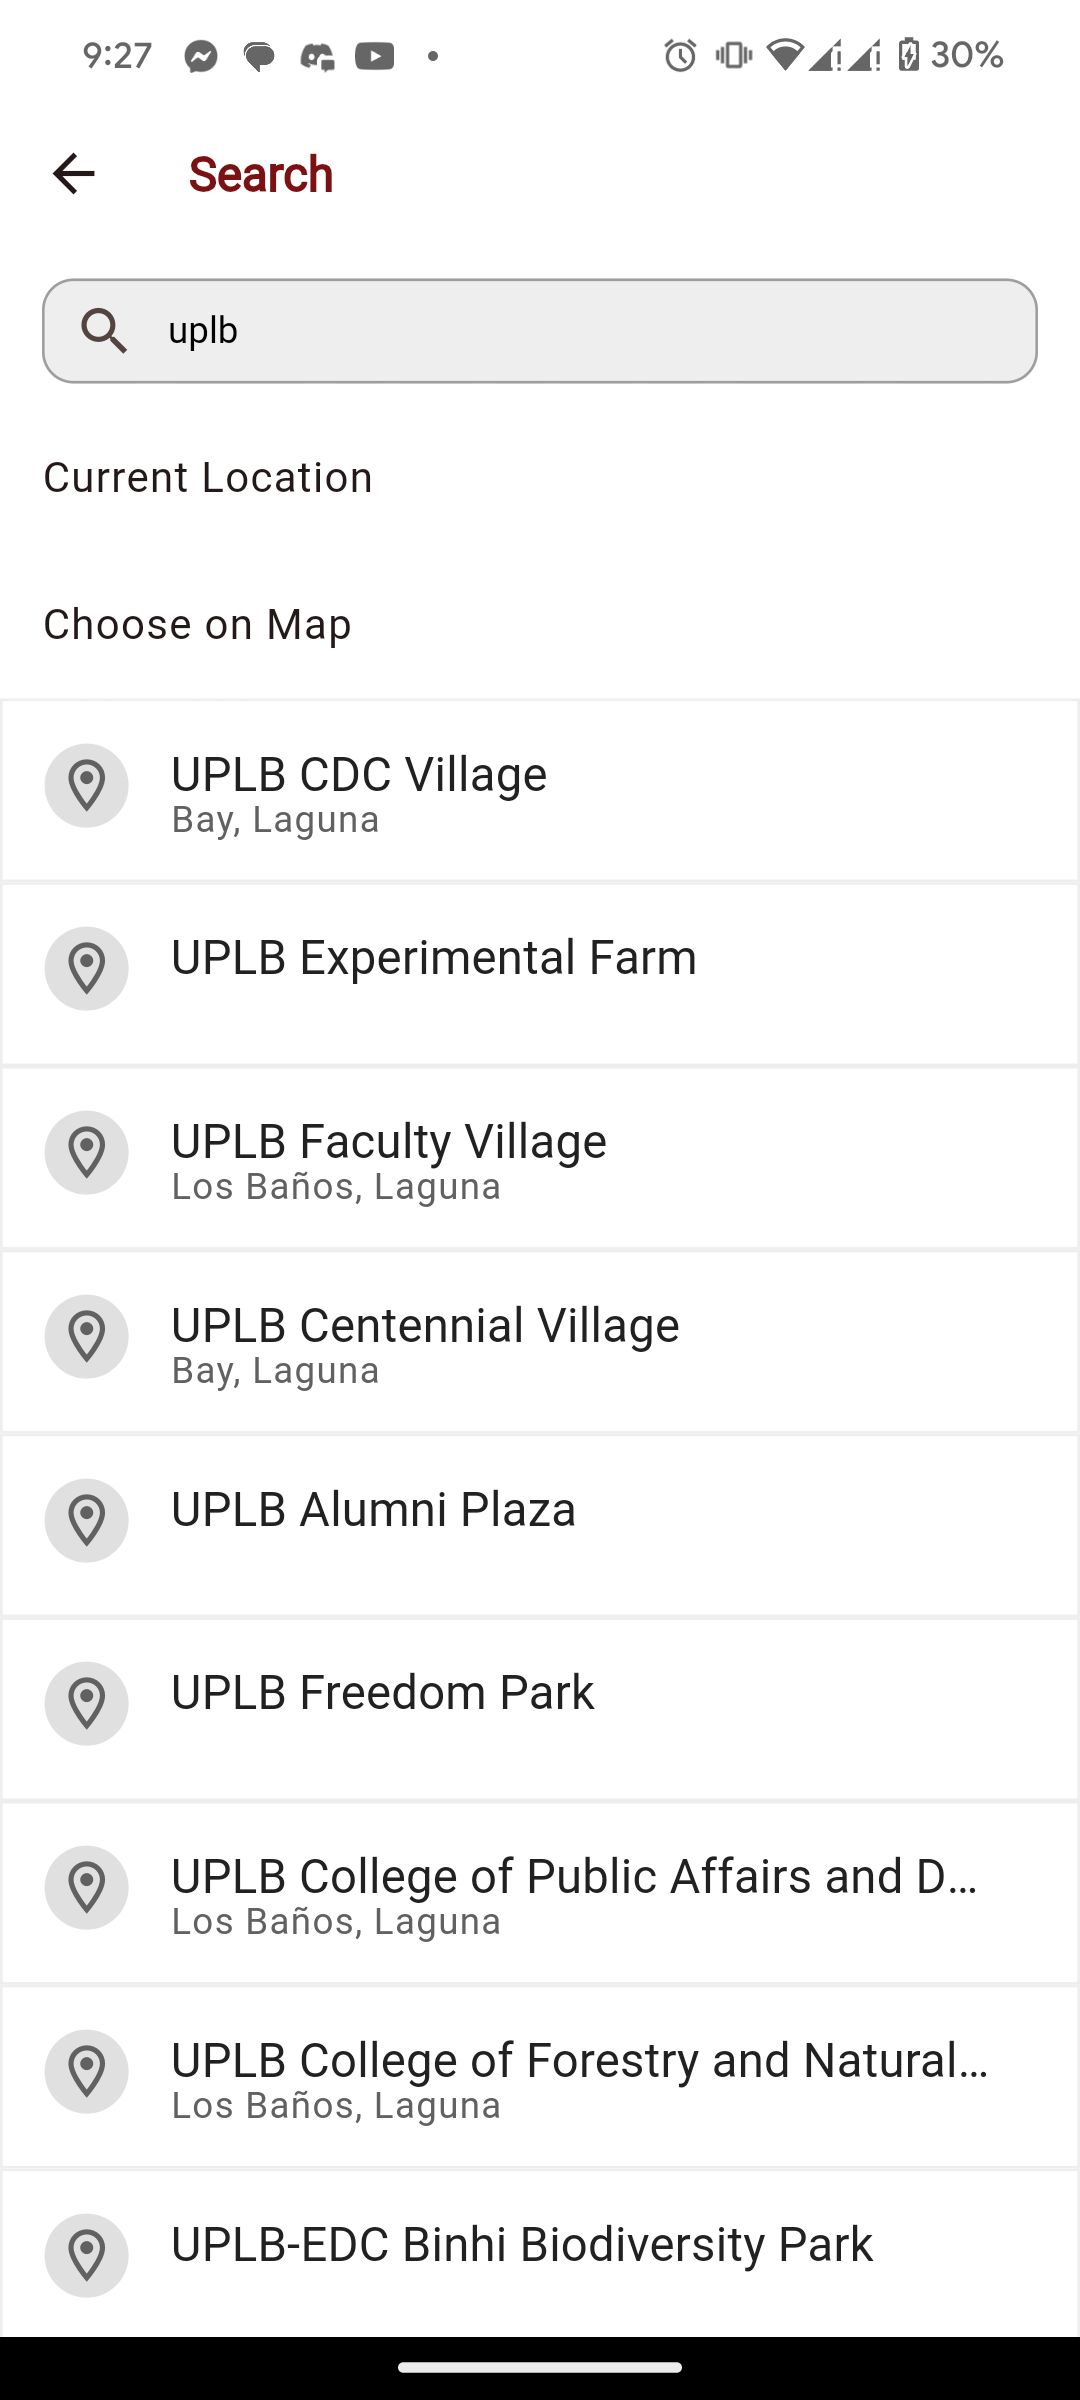 9:27
30%
Search
uplb
Current Location
Choose on Map
UPLB CDC Village
Bay, Laguna
UPLB Experimental Farm
UPLB Faculty Village
Los Baños, Laguna
UPLB Centennial Village
Bay, Laguna
UPLB Alumni Plaza
UPLB Freedom Park
UPLB College of Public Affairs and D...
Los Baños, Laguna
UPLB College of Forestry and Natural...
Los Baños, Laguna
UPLB-EDC Binhi Biodiversity Park